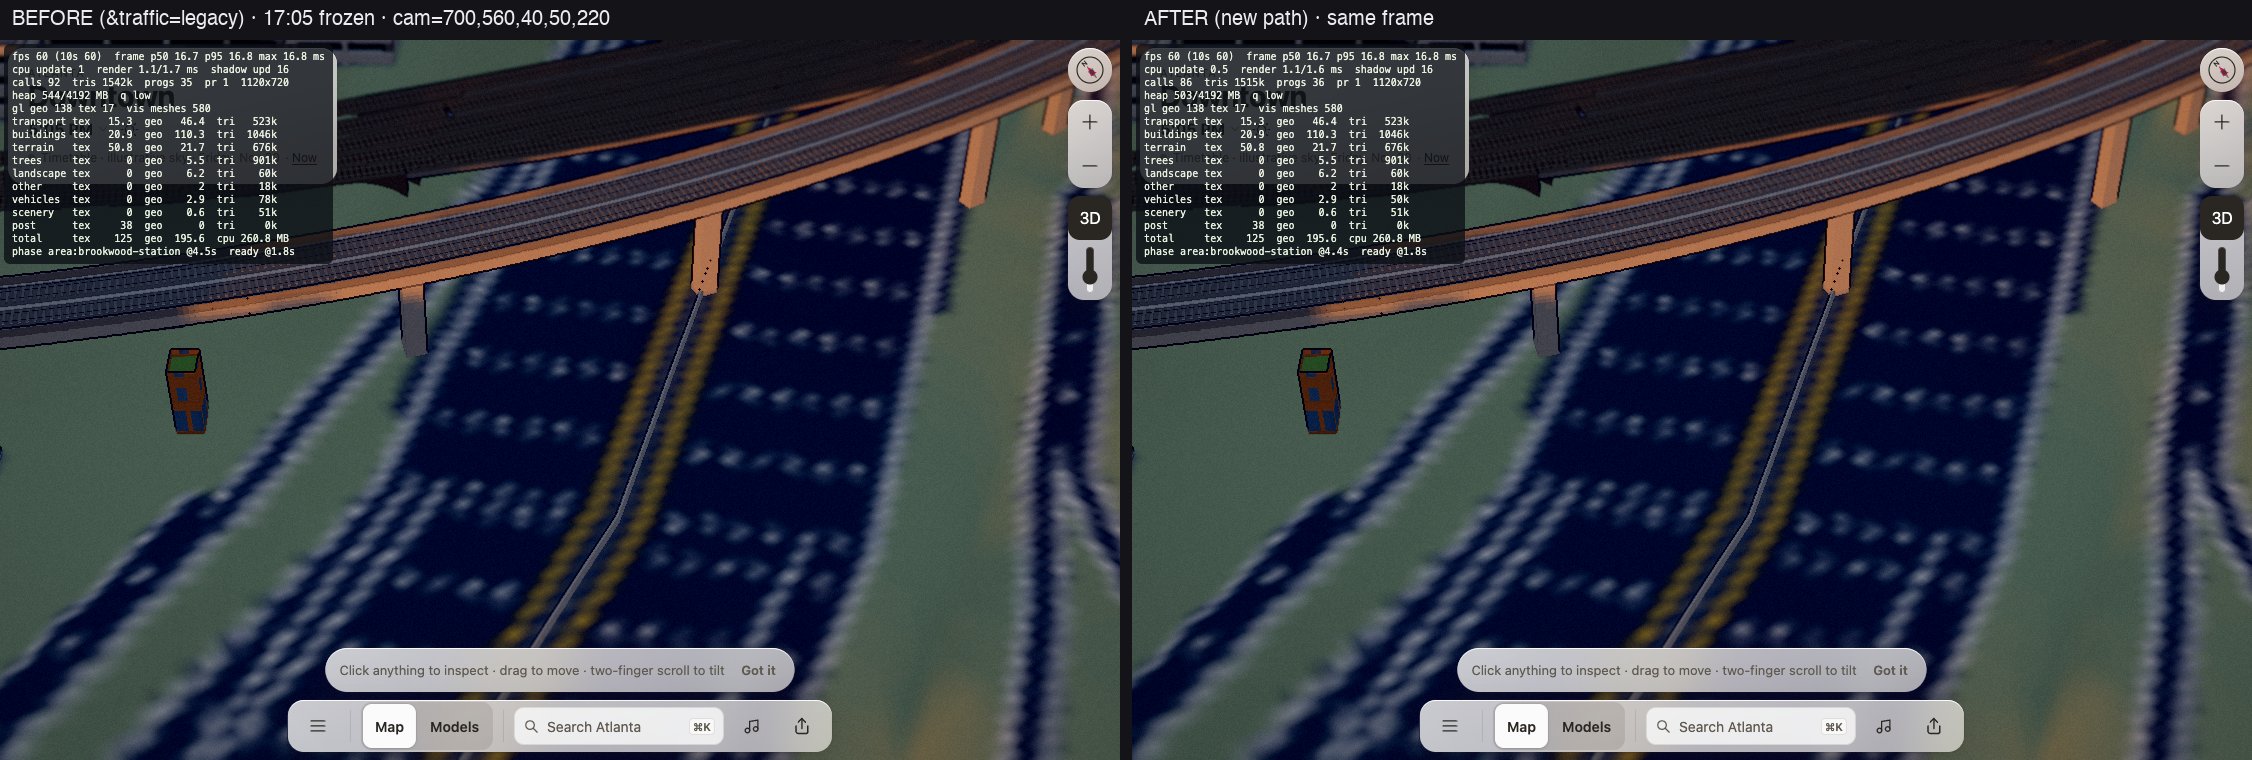 BEFORE (&traffic=legacy) · 17:05 frozen · cam=700,560,40,50,220
fps 60 (10s 60)  frame p50 16.7 p95 16.8 max 16.8 ms
cpu update 1  render 1.1/1.7 ms  shadow upd 16
calls 92  tris 1542k  progs 35  pr 1  1120x720
heap 544/4192 MB  q low
gl geo 138 tex 17  vis meshes 580
transport tex 15.3 geo 46.4 tri 523k
buildings tex 20.9 geo 110.3 tri 1046k
terrain tex 50.8 geo 21.7 tri 676k
trees tex 0 geo 5.5 tri 901k
Now
landscape tex 0 geo 6.2 tri 60k
other tex 0 geo 2 tri 18k
vehicles tex 0 geo 2.9 tri 78k
scenery tex 0 geo 0.6 tri 51k
post tex 38 geo 0 tri 0k
total tex 125 geo 195.6 cpu 260.8 MB
phase area:brookwood-station @4.5s  ready @1.8s
N
+
−
3D
Click anything to inspect · drag to move · two-finger scroll to tilt  Got it
Map  Models  Search Atlanta  ⌘K
AFTER (new path) · same frame
fps 60 (10s 60)  frame p50 16.7 p95 16.8 max 16.8 ms
cpu update 0.5  render 1.1/1.6 ms  shadow upd 16
calls 86  tris 1515k  progs 36  pr 1  1120x720
heap 503/4192 MB  q low
gl geo 138 tex 17  vis meshes 580
transport tex 15.3 geo 46.4 tri 523k
buildings tex 20.9 geo 110.3 tri 1046k
terrain tex 50.8 geo 21.7 tri 676k
trees tex 0 geo 5.5 tri 901k
Now
landscape tex 0 geo 6.2 tri 60k
other tex 0 geo 2 tri 18k
vehicles tex 0 geo 2.9 tri 50k
scenery tex 0 geo 0.6 tri 51k
post tex 38 geo 0 tri 0k
total tex 125 geo 195.6 cpu 260.8 MB
phase area:brookwood-station @4.4s  ready @1.8s
N
+
−
3D
Click anything to inspect · drag to move · two-finger scroll to tilt  Got it
Map  Models  Search Atlanta  ⌘K